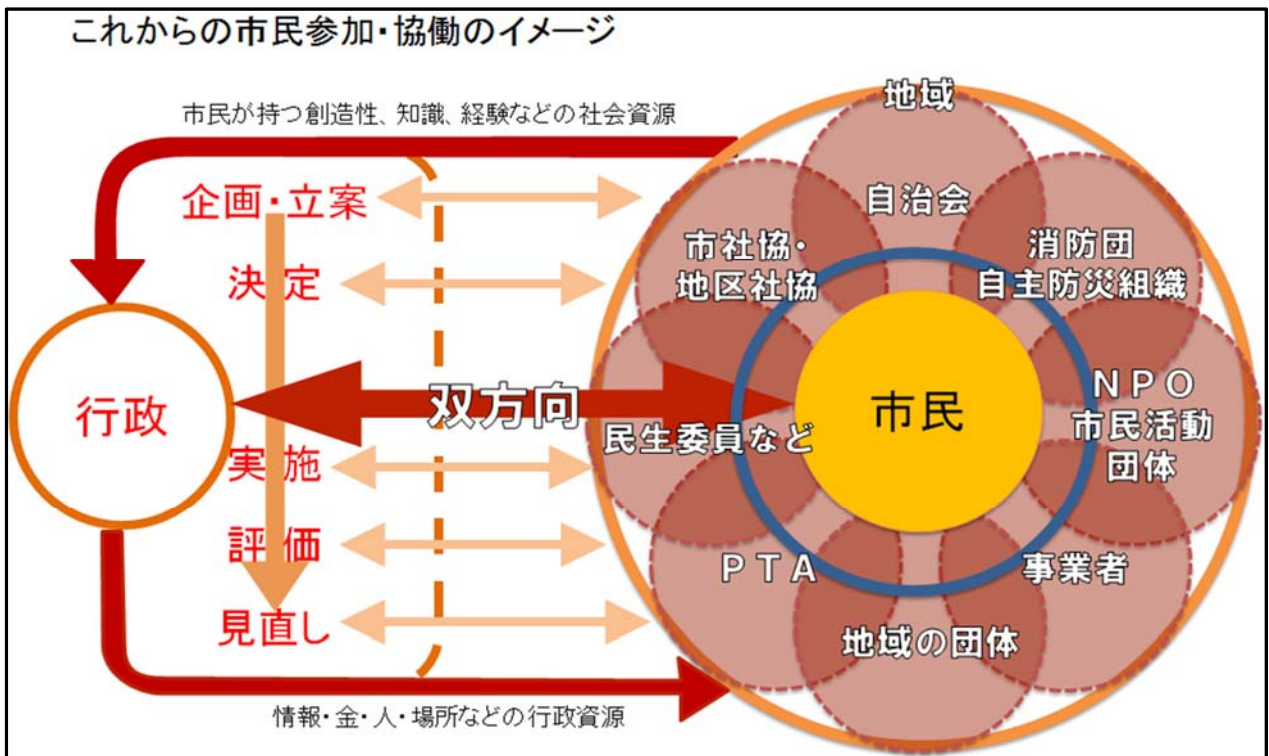 これからの市民参加・協働のイメージ
市民が持つ創造性、知識、経験などの社会資源
企画・立案
決定
行政
双方向
実施
評価
見直し
情報・金・人・場所などの行政資源
地域
自治会
市社協・
地区社協
消防団
自主防災組織
民生委員など
市民
ＮＰＯ
市民活動
団体
ＰＴＡ
事業者
地域の団体